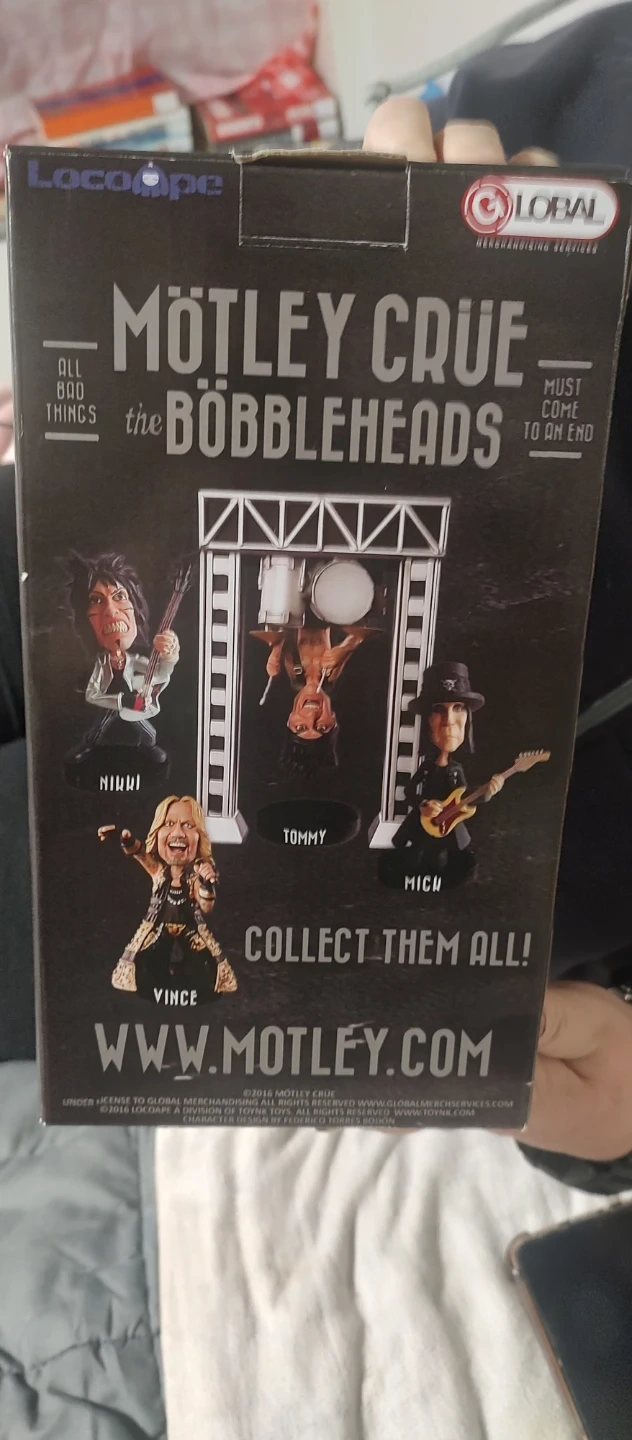 LOCOAPE
GLOBAL
MERCHANDISING SERVICES
MÖTLEY CRÜE
the BÖBBLEHEADS
ALL
BAD
THINGS
MUST
COME
TO AN END
NIKKI
TOMMY
MICK
VINCE
COLLECT THEM ALL!
WWW.MOTLEY.COM
©2016 MÖTLEY CRÜE
UNDER LICENSE TO GLOBAL MERCHANDISING ALL RIGHTS RESERVED WWW.GLOBALMERCHSERVICES.COM
©2016 LOCOAPE A DIVISION OF TOYNK TOYS. ALL RIGHTS RESERVED WWW.TOYNK.COM
CHARACTER DESIGN BY FEDERICO TORRES BOBON